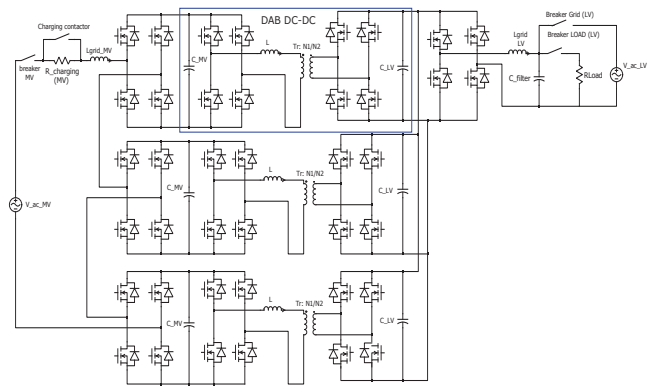 DAB DC-DC
Charging contactor
Lgrid_MV
breaker
MV
R_charging
(MV)
C_MV
L
Tr: N1/N2
C_LV
Lgrid
LV
Breaker Grid (LV)
Breaker LOAD (LV)
C_filter
RLoad
V_ac_LV
C_MV
L
Tr: N1/N2
C_LV
V_ac_MV
C_MV
L
Tr: N1/N2
C_LV